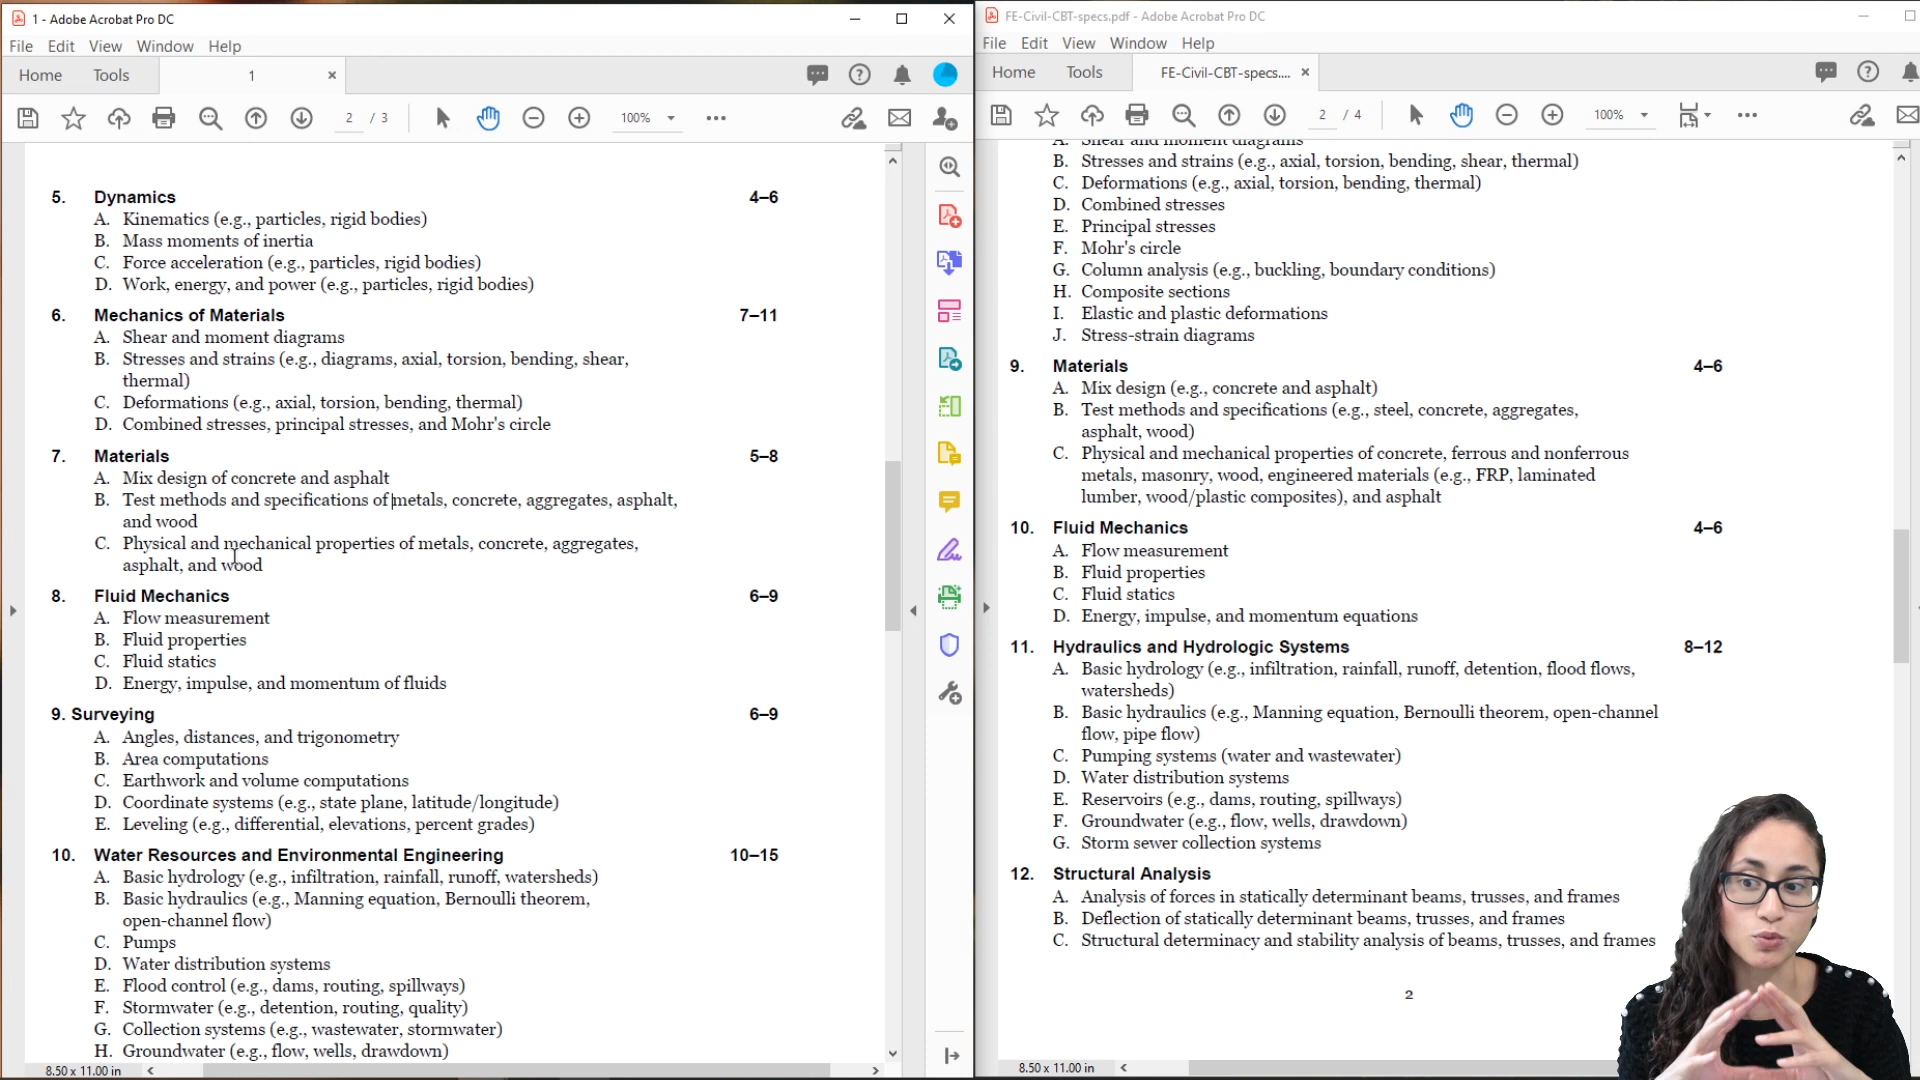 1 - Adobe Acrobat Pro DC
File Edit View Window Help
Home Tools 1
2 / 3 100%
5. Dynamics 4–6
A. Kinematics (e.g., particles, rigid bodies)
B. Mass moments of inertia
C. Force acceleration (e.g., particles, rigid bodies)
D. Work, energy, and power (e.g., particles, rigid bodies)
6. Mechanics of Materials 7–11
A. Shear and moment diagrams
B. Stresses and strains (e.g., diagrams, axial, torsion, bending, shear,
thermal)
C. Deformations (e.g., axial, torsion, bending, thermal)
D. Combined stresses, principal stresses, and Mohr's circle
7. Materials 5–8
A. Mix design of concrete and asphalt
B. Test methods and specifications of metals, concrete, aggregates, asphalt,
and wood
C. Physical and mechanical properties of metals, concrete, aggregates,
asphalt, and wood
8. Fluid Mechanics 6–9
A. Flow measurement
B. Fluid properties
C. Fluid statics
D. Energy, impulse, and momentum of fluids
9. Surveying 6–9
A. Angles, distances, and trigonometry
B. Area computations
C. Earthwork and volume computations
D. Coordinate systems (e.g., state plane, latitude/longitude)
E. Leveling (e.g., differential, elevations, percent grades)
10. Water Resources and Environmental Engineering 10–15
A. Basic hydrology (e.g., infiltration, rainfall, runoff, watersheds)
B. Basic hydraulics (e.g., Manning equation, Bernoulli theorem,
open-channel flow)
C. Pumps
D. Water distribution systems
E. Flood control (e.g., dams, routing, spillways)
F. Stormwater (e.g., detention, routing, quality)
G. Collection systems (e.g., wastewater, stormwater)
H. Groundwater (e.g., flow, wells, drawdown)
8.50 x 11.00 in
FE-Civil-CBT-specs.pdf - Adobe Acrobat Pro DC
File Edit View Window Help
Home Tools FE-Civil-CBT-specs....
2 / 4 100%
A. Shear and moment diagrams
B. Stresses and strains (e.g., axial, torsion, bending, shear, thermal)
C. Deformations (e.g., axial, torsion, bending, thermal)
D. Combined stresses
E. Principal stresses
F. Mohr's circle
G. Column analysis (e.g., buckling, boundary conditions)
H. Composite sections
I. Elastic and plastic deformations
J. Stress-strain diagrams
9. Materials 4–6
A. Mix design (e.g., concrete and asphalt)
B. Test methods and specifications (e.g., steel, concrete, aggregates,
asphalt, wood)
C. Physical and mechanical properties of concrete, ferrous and nonferrous
metals, masonry, wood, engineered materials (e.g., FRP, laminated
lumber, wood/plastic composites), and asphalt
10. Fluid Mechanics 4–6
A. Flow measurement
B. Fluid properties
C. Fluid statics
D. Energy, impulse, and momentum equations
11. Hydraulics and Hydrologic Systems 8–12
A. Basic hydrology (e.g., infiltration, rainfall, runoff, detention, flood flows,
watersheds)
B. Basic hydraulics (e.g., Manning equation, Bernoulli theorem, open-channel
flow, pipe flow)
C. Pumping systems (water and wastewater)
D. Water distribution systems
E. Reservoirs (e.g., dams, routing, spillways)
F. Groundwater (e.g., flow, wells, drawdown)
G. Storm sewer collection systems
12. Structural Analysis
A. Analysis of forces in statically determinant beams, trusses, and frames
B. Deflection of statically determinant beams, trusses, and frames
C. Structural determinacy and stability analysis of beams, trusses, and frames
2
8.50 x 11.00 in